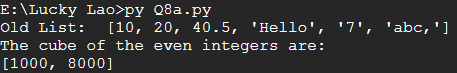 E:\Lucky Lao>py Q8a.py
Old List:  [10, 20, 40.5, 'Hello', '7', 'abc,']
The cube of the even integers are:
[1000, 8000]